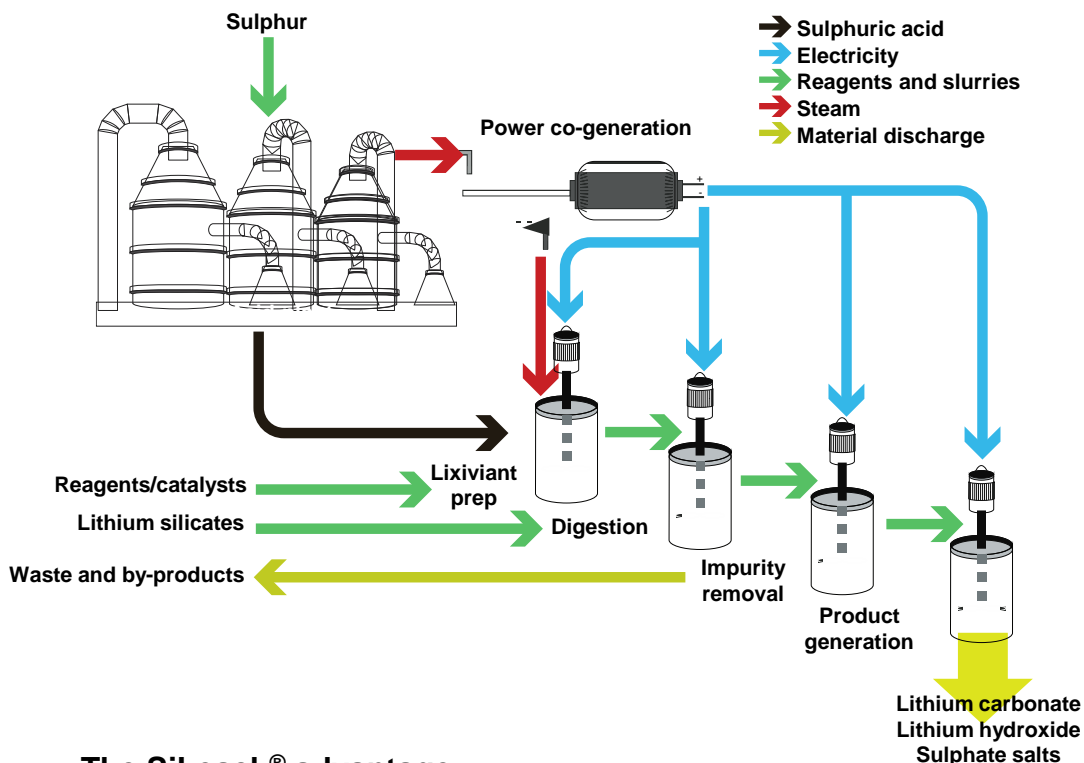 Sulphur
Sulphuric acid
Electricity
Reagents and slurries
Steam
Material discharge
Power co-generation
+
-
Reagents/catalysts
Lixiviant
prep
Lithium silicates
Digestion
Waste and by-products
Impurity
removal
Product
generation
Lithium carbonate
Lithium hydroxide
Sulphate salts